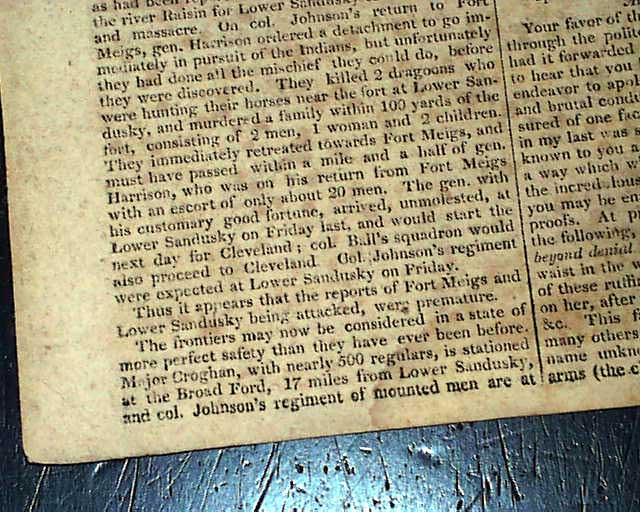 as had been
the river Raisin for Lower Sandusky
and massacre. On col. Johnson's return to Fort
Meigs, gen. Harrison ordered a detachment to go im-
mediately in pursuit of the Indians, but unfortunately
they had done all the mischief they could do, before
they were discovered. They killed 2 dragoons who
were hunting their horses near the fort at Lower San-
dusky, and murdered a family within 100 yards of the
fort, consisting of 2 men, 1 woman and 2 children.
They immediately retreated towards Fort Meigs, and
must have passed within a mile and a half of gen.
Harrison, who was on his return from Fort Meigs
with an escort of only about 20 men. The gen. with
his customary good fortune, arrived, unmolested, at
Lower Sandusky on Friday last, and would start the
next day for Cleveland; col. Ball's squadron would
also proceed to Cleveland. Col. Johnson's regiment
were expected at Lower Sandusky on Friday.
Thus it appears that the reports of Fort Meigs and
Lower Sandusky being attacked, were premature.
The frontiers may now be considered in a state of
more perfect safety than they have ever been before.
Major Croghan, with nearly 500 regulars, is stationed
at the Broad Ford, 17 miles from Lower Sandusky,
and col. Johnson's regiment of mounted men are at
Your favor of th
through the polit
had it forwarded
to hear that you
endeavor to apo
and brutal cond
sured of one fac
in my last was
known to you a
a way which w
the incredulous
you may be en
proofs. At p
the following,
beyond denial
waist in the w
of these ruffi
on her, after
&c. This f
many others
name unkn
arms (the c